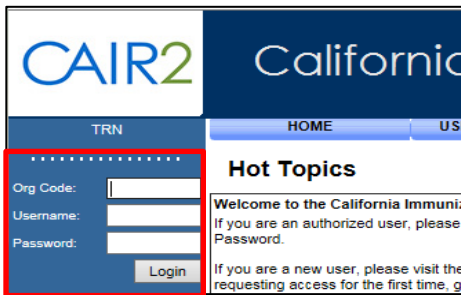 CAIR2
California
TRN
HOME
US
Hot Topics
Org Code:
Username:
Password:
Login
Welcome to the California Immuniz
If you are an authorized user, please
Password.
If you are a new user, please visit the
requesting access for the first time, g